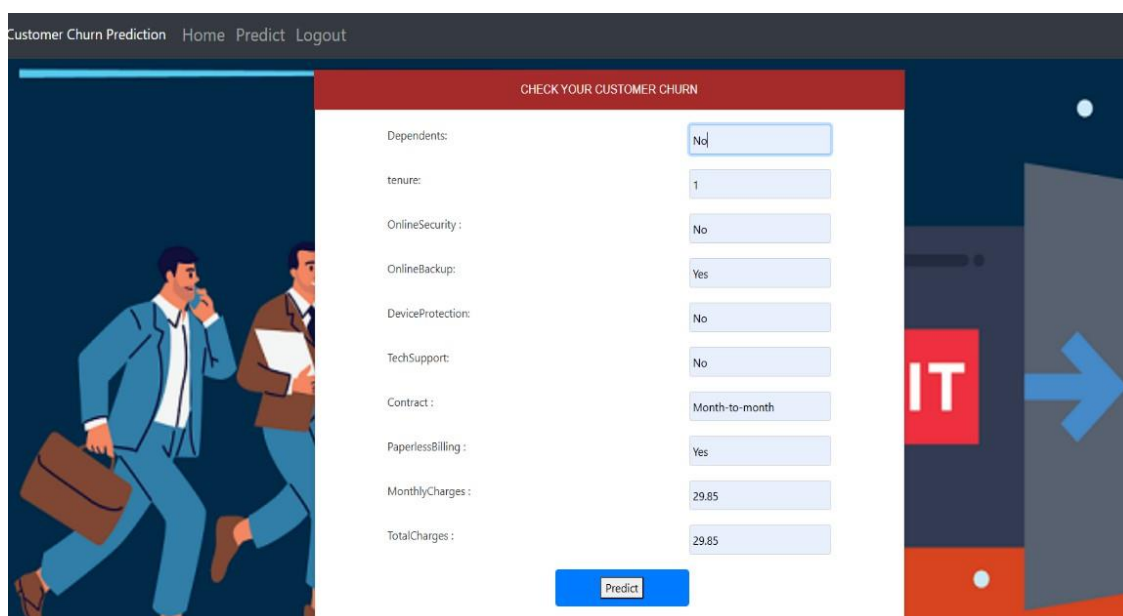 Customer Churn Prediction Home Predict Logout
CHECK YOUR CUSTOMER CHURN
Dependents: No
tenure: 1
OnlineSecurity : No
OnlineBackup: Yes
DeviceProtection: No
TechSupport: No
Contract : Month-to-month
PaperlessBilling : Yes
MonthlyCharges : 29.85
TotalCharges : 29.85
Predict
IT